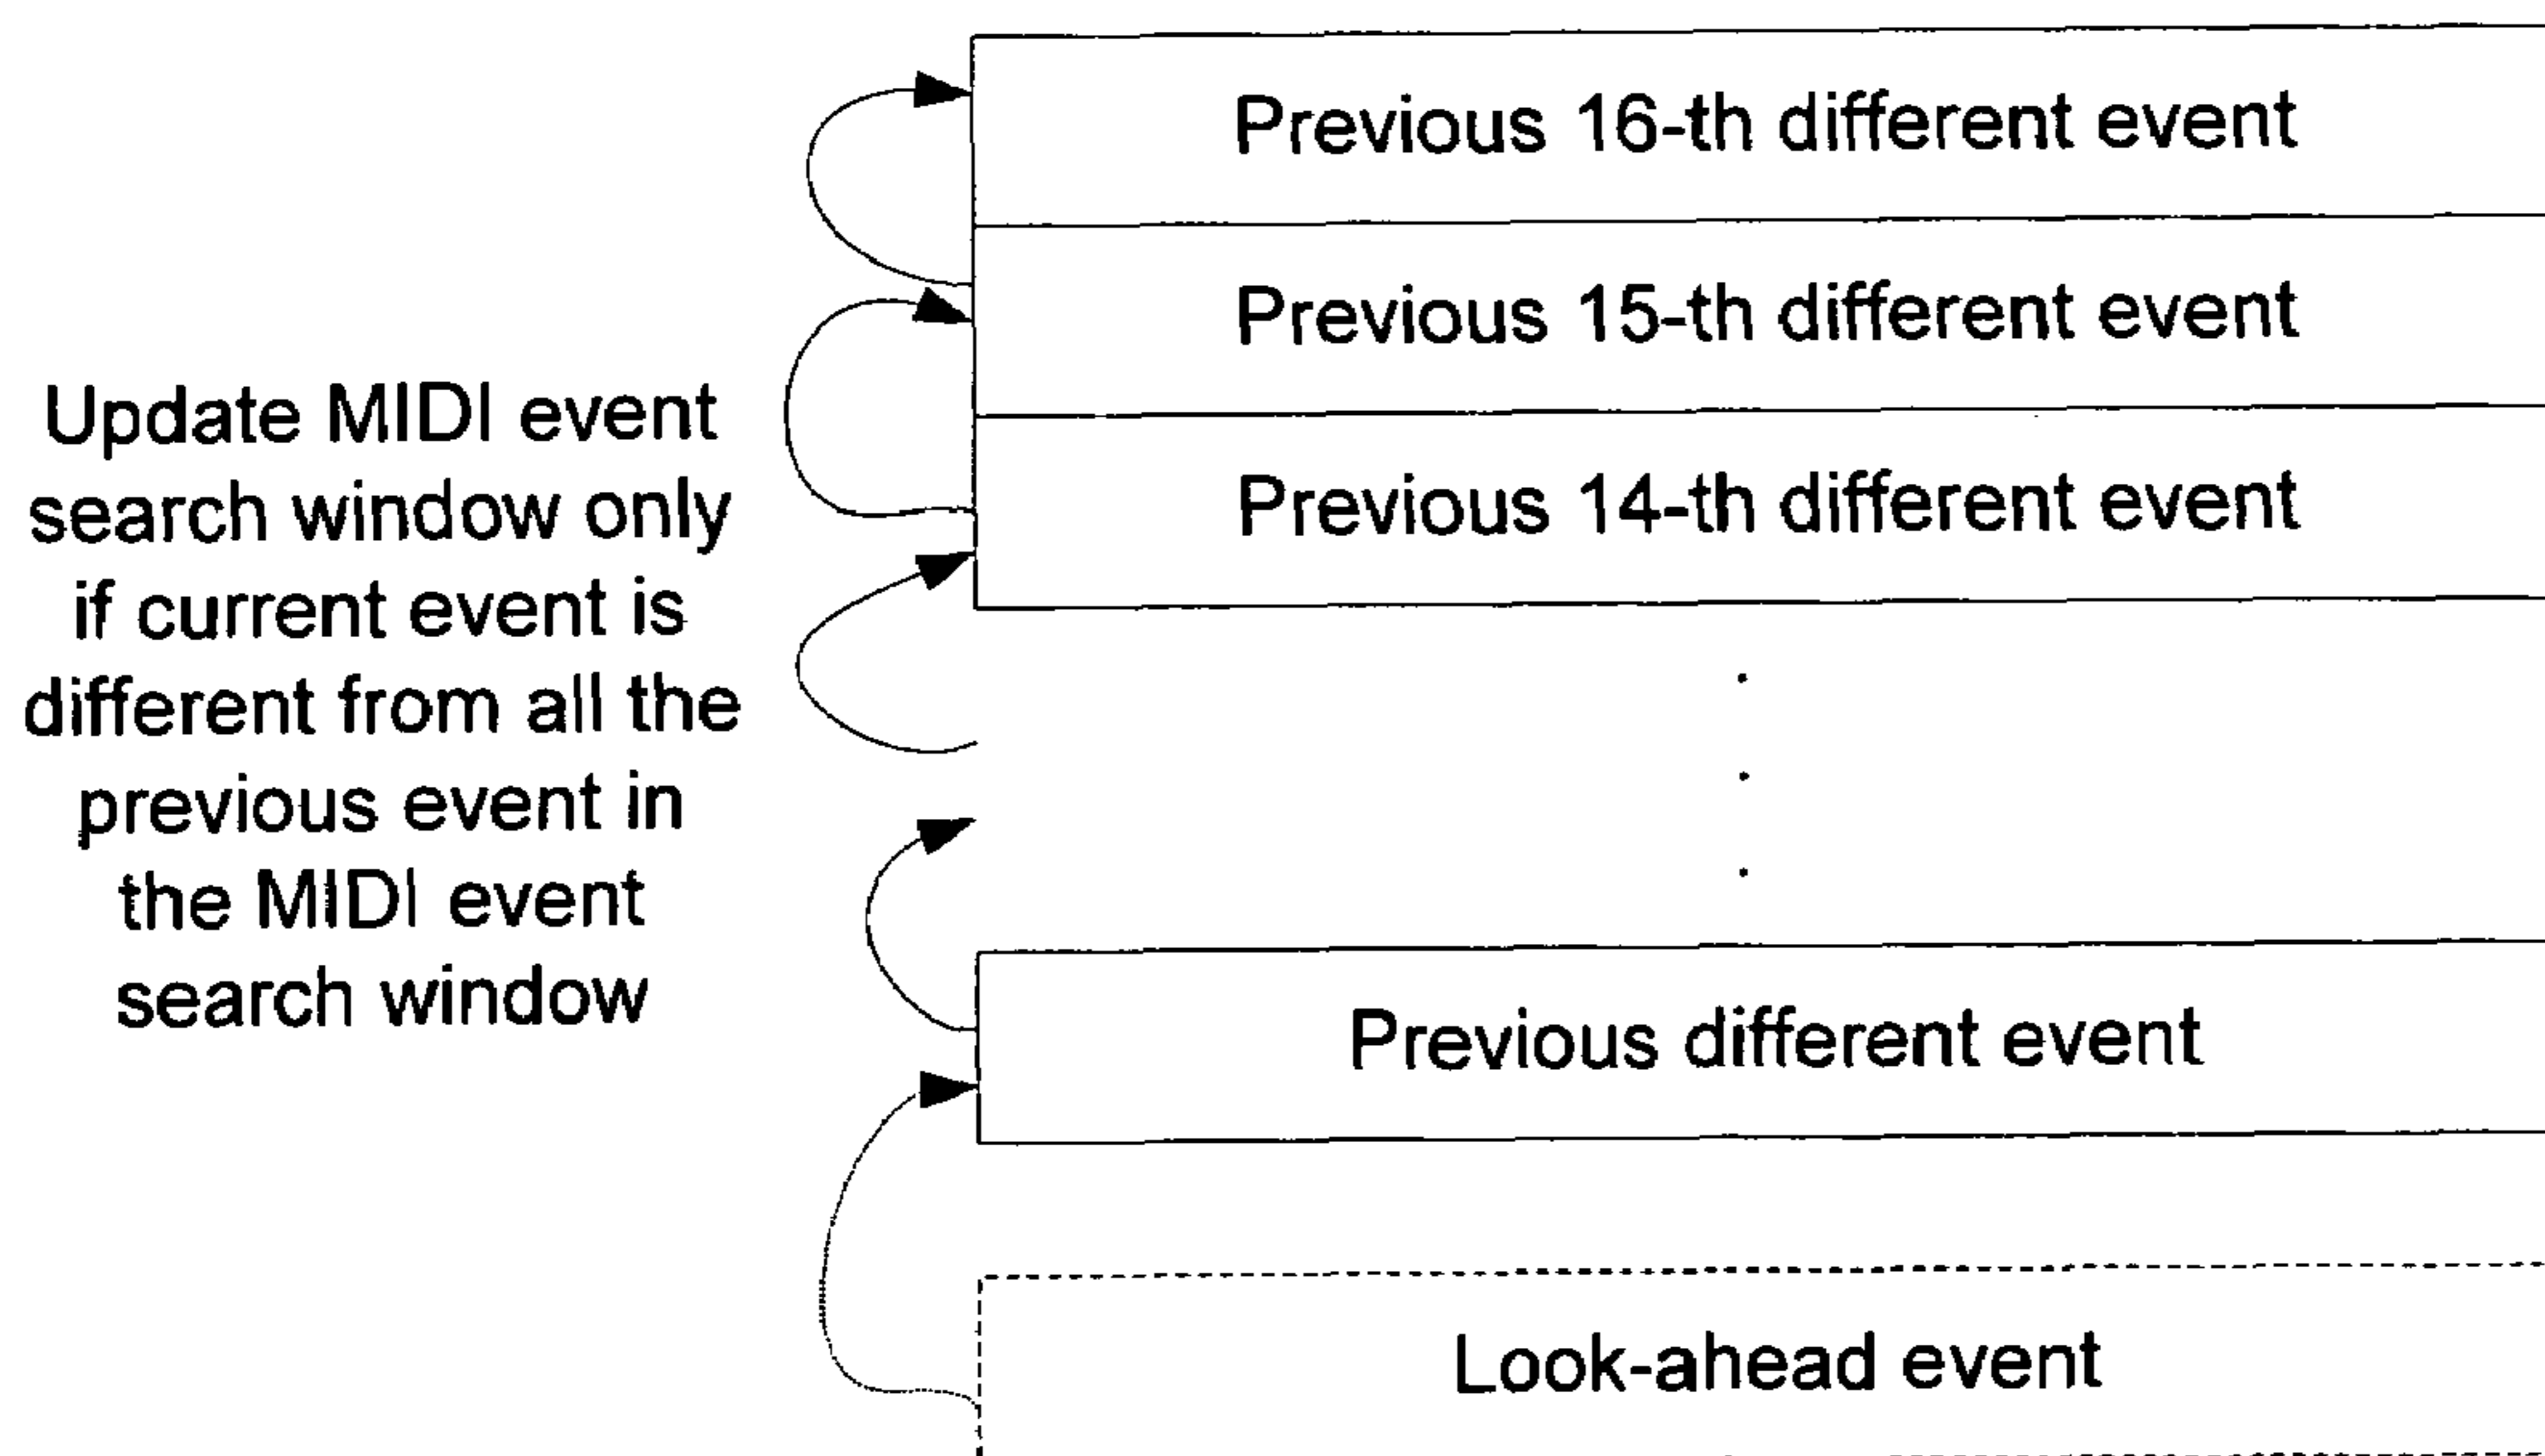 Previous 16-th different event
Previous 15-th different event
Previous 14-th different event
Update MIDI event
search window only
if current event is
different from all the
previous event in
the MIDI event
search window
Previous different event
Look-ahead event